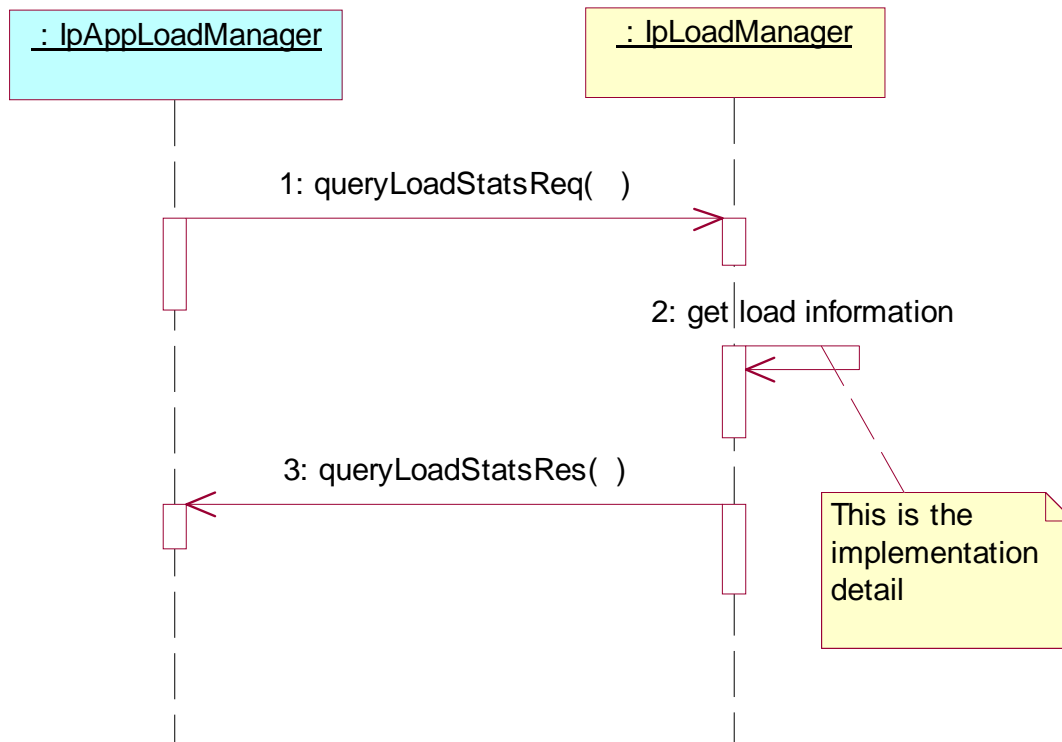 : IpAppLoadManager
: IpLoadManager
1: queryLoadStatsReq( )
2: get load information
3: queryLoadStatsRes( )
This is the
implementation
detail